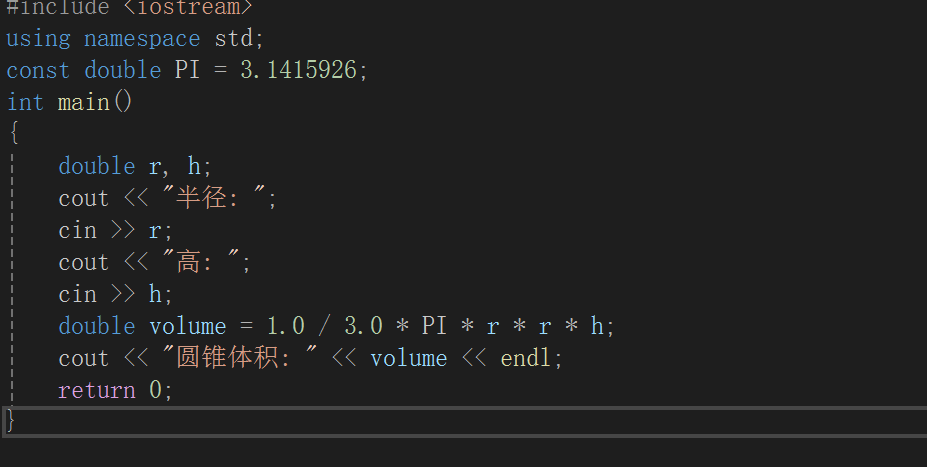 #include <iostream>
using namespace std;
const double PI = 3.1415926;
int main()
{
    double r, h;
    cout << "半径: ";
    cin >> r;
    cout << "高: ";
    cin >> h;
    double volume = 1.0 / 3.0 * PI * r * r * h;
    cout << "圆锥体积: " << volume << endl;
    return 0;
}